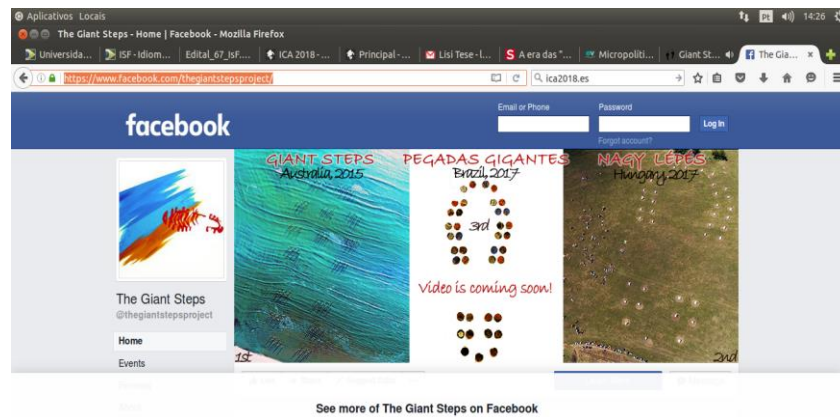 Aplicativos Locais
Pt
14:26
The Giant Steps - Home | Facebook - Mozilla Firefox
Universida...
ISF - Idiom...
Edital_67_IsF....
ICA 2018 -...
Principal -...
Lisi Tese - l...
A era das "...
Micropolíti...
Giant St...
The Gia...
https://www.facebook.com/thegiantstepsproject/
ica2018.es
facebook
Email or Phone
Password
Log In
Forgot account?
GIANT STEPS
Australia, 2015
PEGADAS GIGANTES
Brazil, 2017
NAGY LÉPÉS
Hungary, 2017
3rd
Video is coming soon!
1st
2nd
The Giant Steps
@thegiantstepsproject
Home
Events
See more of The Giant Steps on Facebook